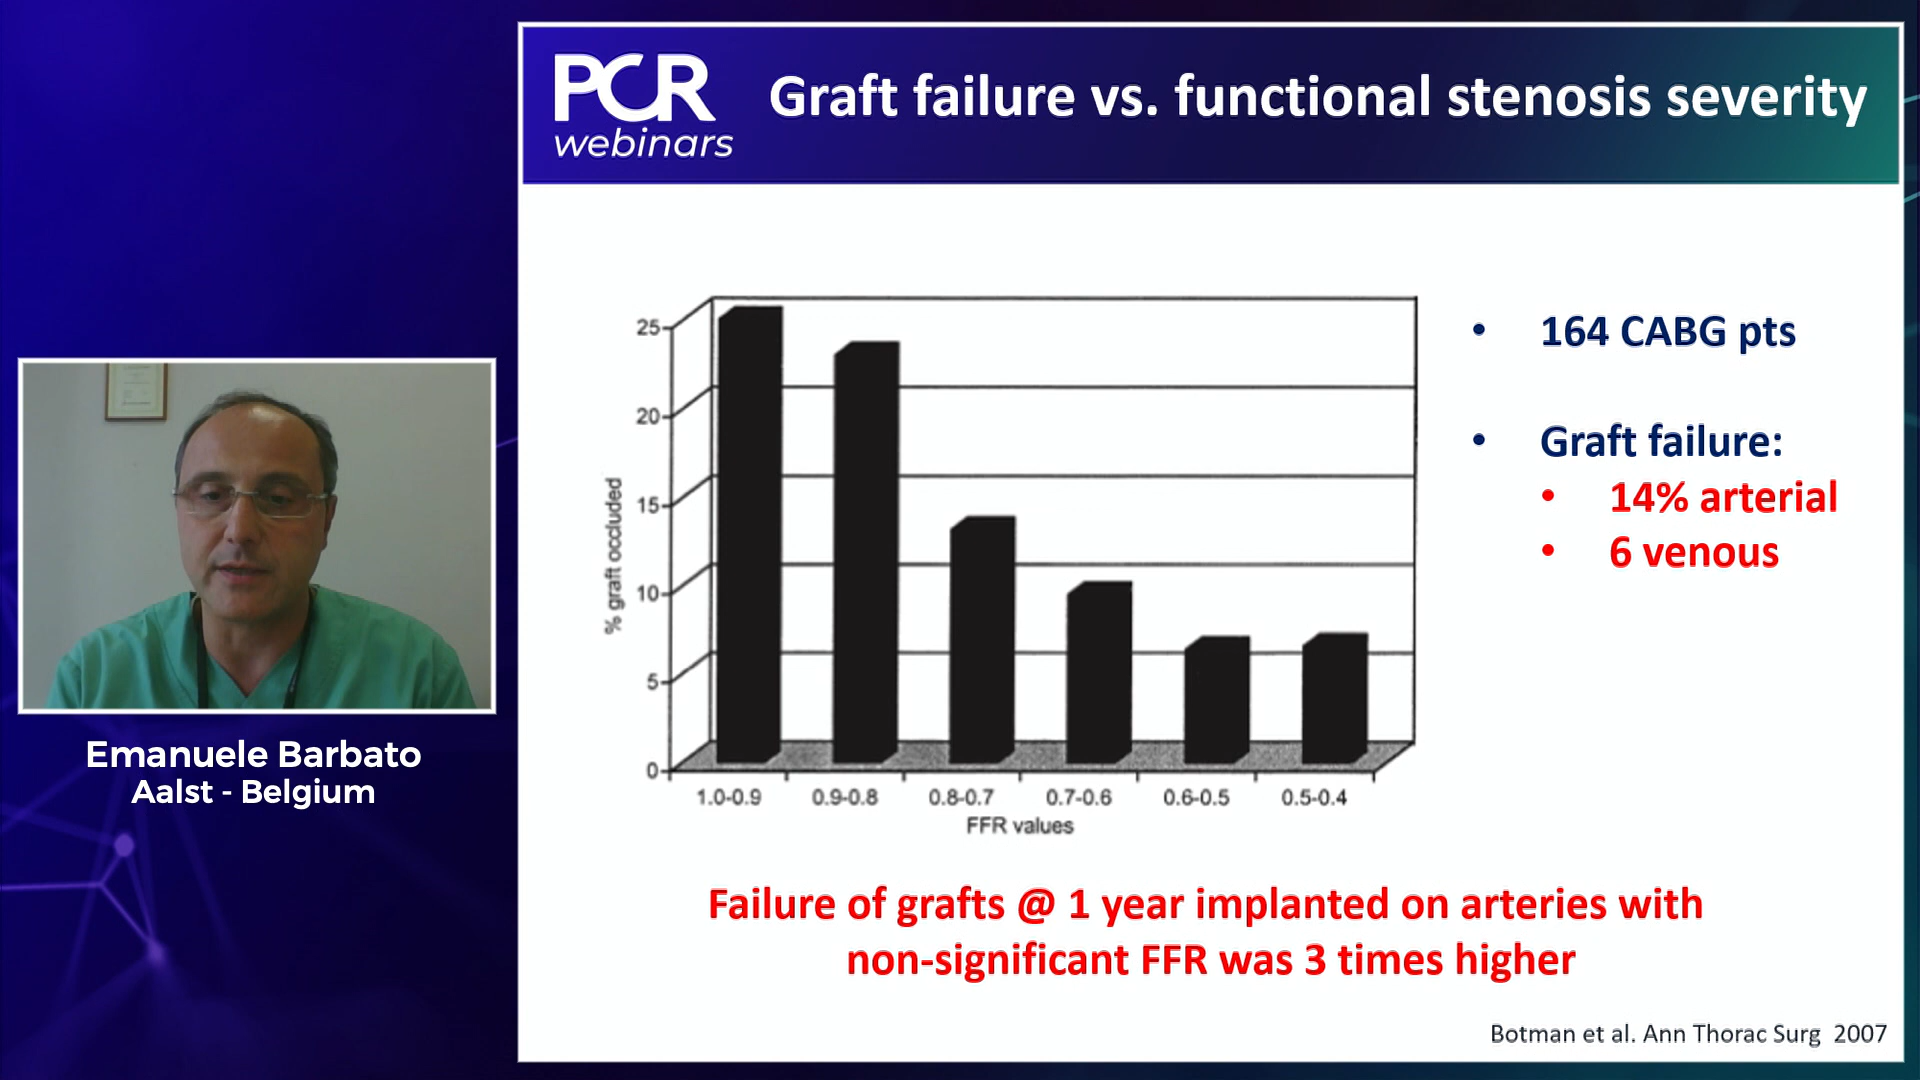 PCR
webinars
Graft failure vs. functional stenosis severity
25
20
15
10
5
0
% graft occluded
1.0-0.9 0.9-0.8 0.8-0.7 0.7-0.6 0.6-0.5 0.5-0.4
FFR values
• 164 CABG pts
• Graft failure:
• 14% arterial
• 6 venous
Failure of grafts @ 1 year implanted on arteries with
non-significant FFR was 3 times higher
Botman et al. Ann Thorac Surg 2007
Emanuele Barbato
Aalst - Belgium